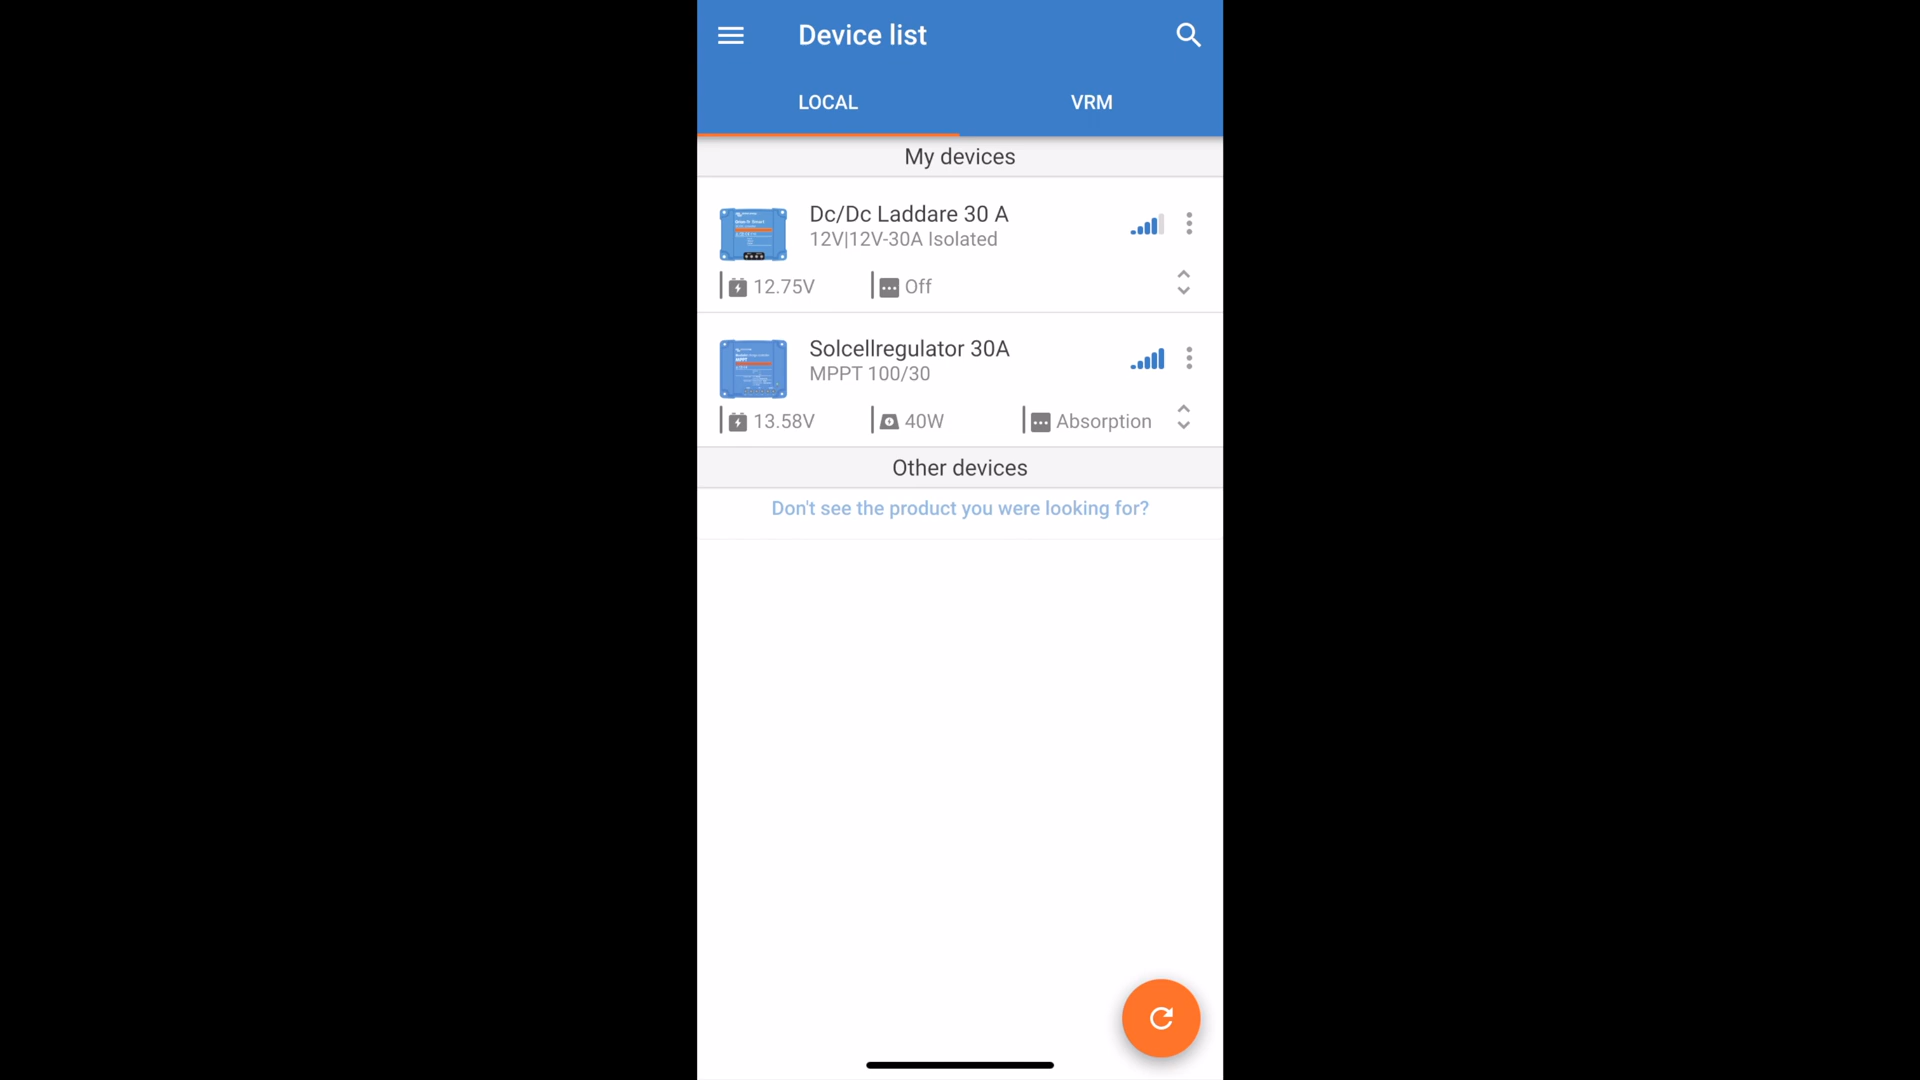 Device list
LOCAL
VRM
My devices
Dc/Dc Laddare 30 A
12V|12V-30A Isolated
12.75V
Off
Solcellregulator 30A
MPPT 100/30
13.58V
40W
Absorption
Other devices
Don't see the product you were looking for?